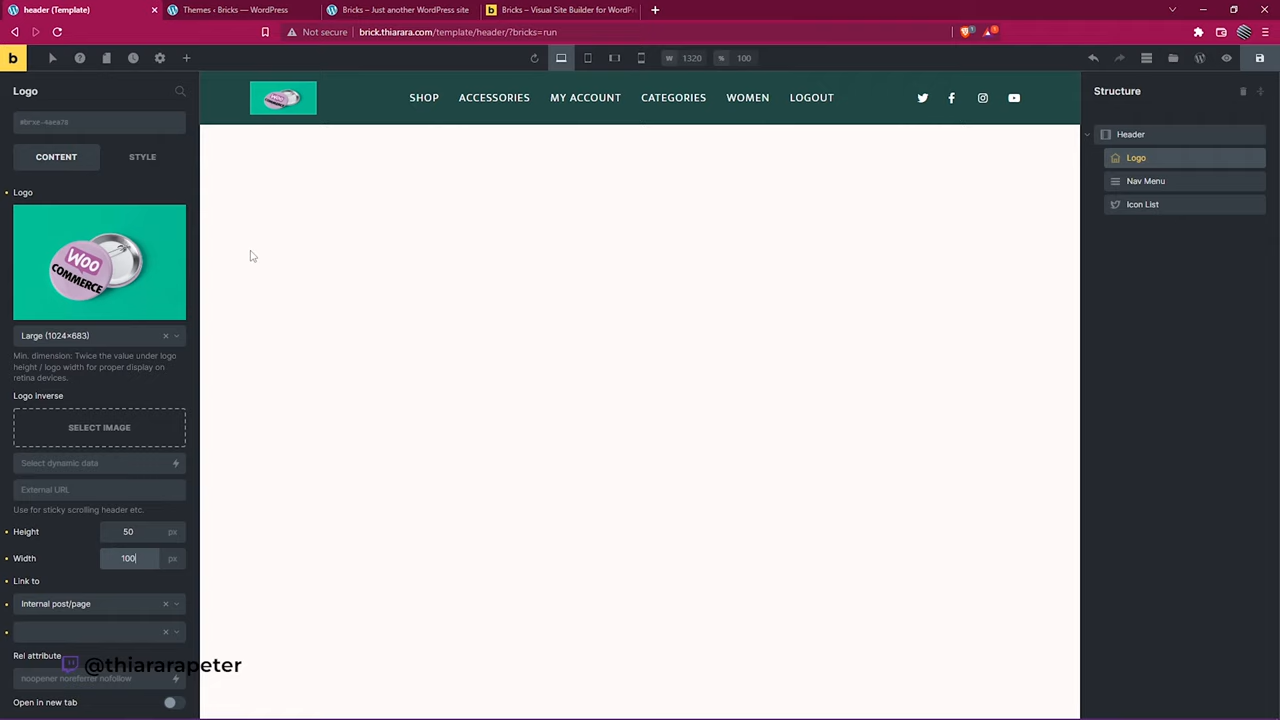 header (Template)
Themes ‹ Bricks — WordPress
Bricks – Just another WordPress site
Bricks – Visual Site Builder for WordPr
Not secure
brick.thiarara.com/template/header/?bricks=run
b
W 1320
% 100
Logo
#brxe-4aea78
CONTENT
STYLE
Logo
WOO
COMMERCE
Large (1024×683)
Min. dimension: Twice the value under logo
height / logo width for proper display on
retina devices.
Logo inverse
SELECT IMAGE
Select dynamic data
External URL
Use for sticky scrolling header etc.
Height 50 px
Width 100 px
Link to
Internal post/page
Rel attribute
@thiararapeter
noopener noreferrer nofollow
Open in new tab
SHOP
ACCESSORIES
MY ACCOUNT
CATEGORIES
WOMEN
LOGOUT
Structure
Header
Logo
Nav Menu
Icon List